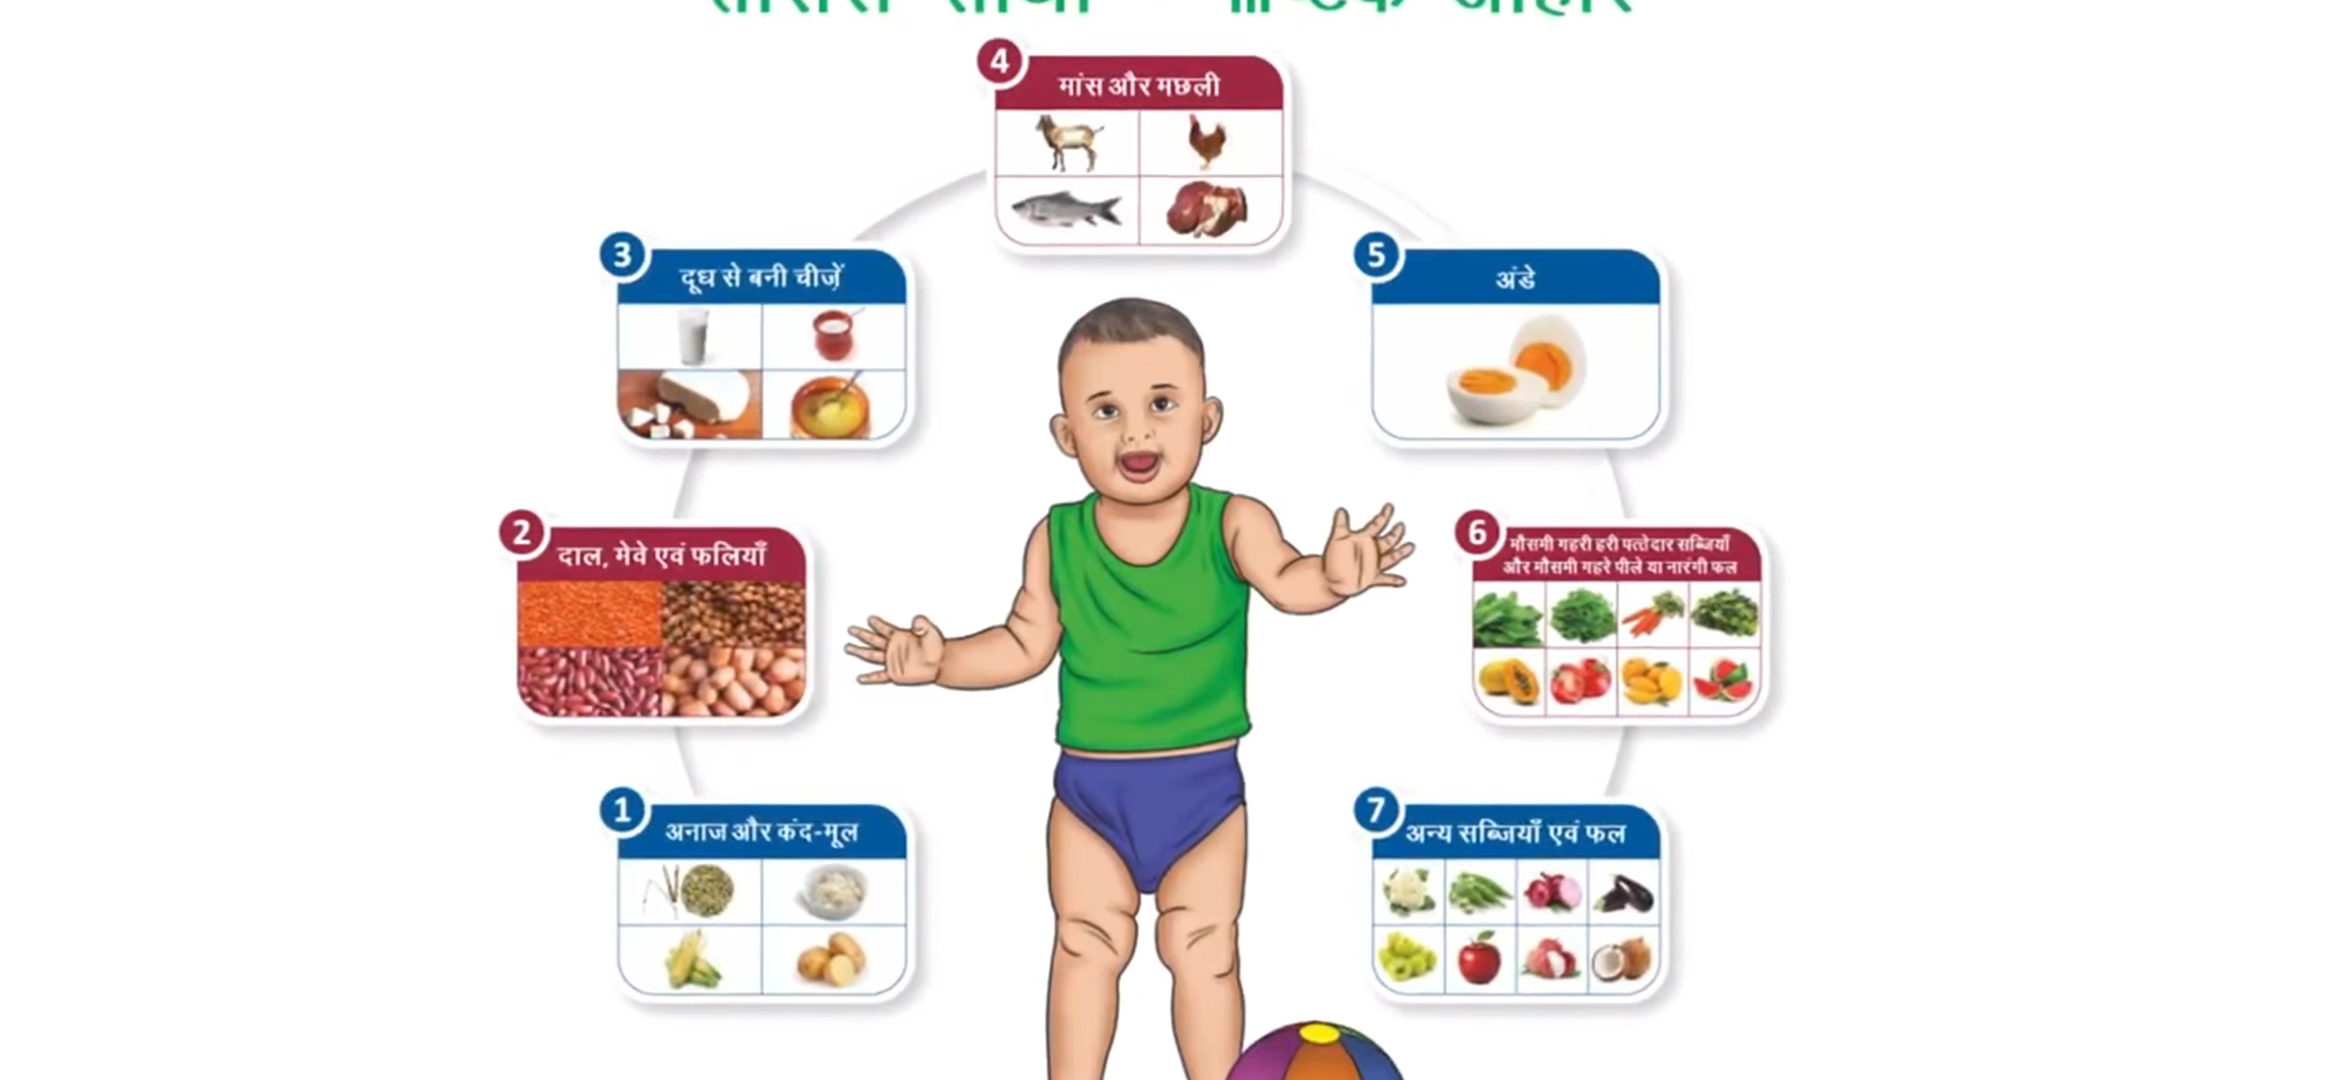 4
मांस और मछली
3
दूध से बनी चीज़ें
5
अंडे
2
दाल, मेवे एवं फलियाँ
6
मौसमी गहरी हरी पत्तेदार सब्जियाँ
और मौसमी गहरे पीले या नारंगी फल
1
अनाज और कंद-मूल
7
अन्य सब्जियाँ एवं फल